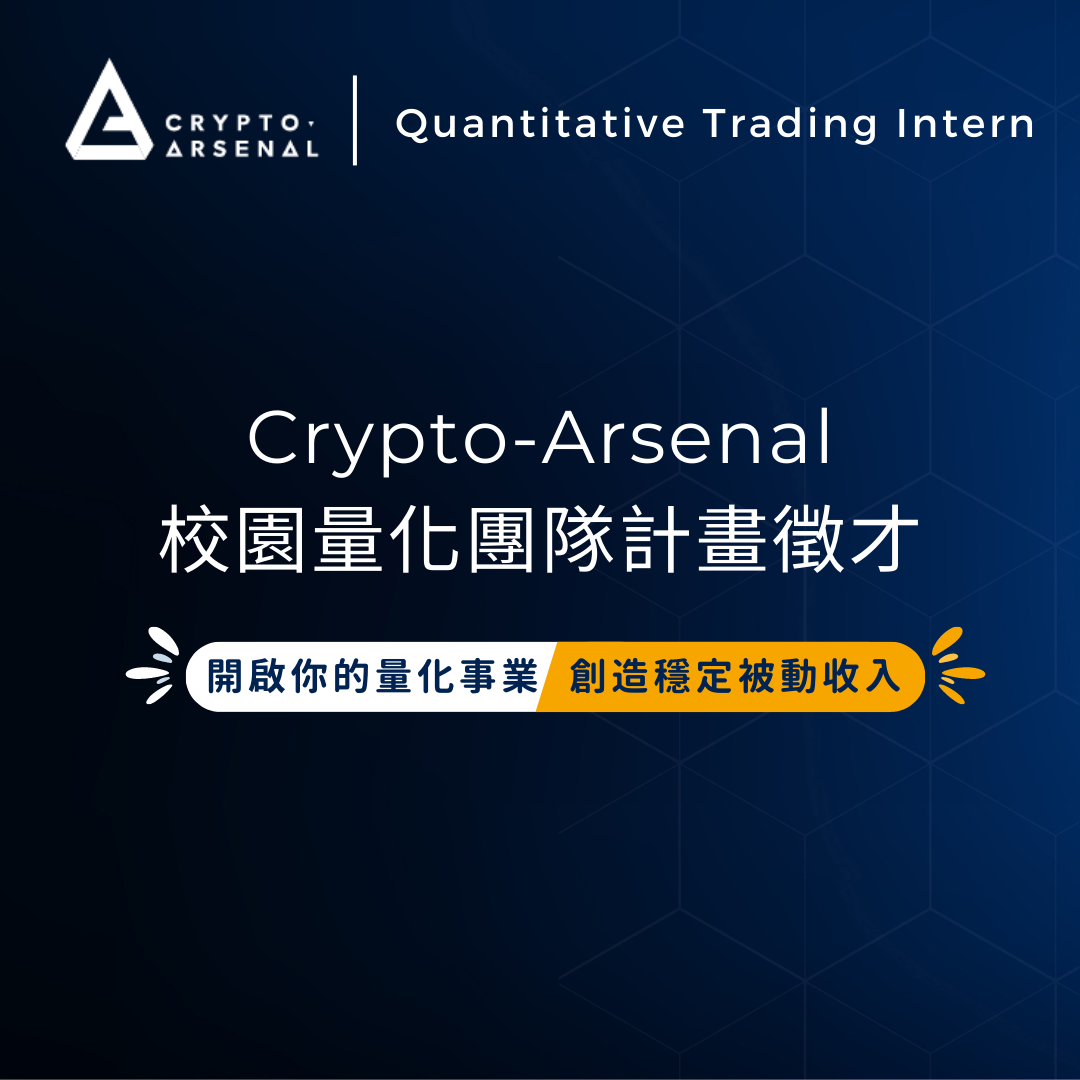 CRYPTO-
ARSENAL
Quantitative Trading Intern
Crypto-Arsenal
校園量化團隊計畫徵才
開啟你的量化事業 創造穩定被動收入